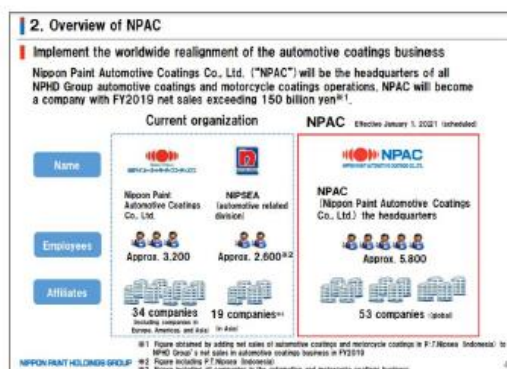 2. Overview of NPAC
Implement the worldwide realignment of the automotive coatings business
Nippon Paint Automotive Coatings Co., Ltd. ("NPAC") will be the headquarters of all
NPHD Group automotive coatings and motorcycle coatings operations. NPAC will become
a company with FY2019 net sales exceeding 150 billion yen※1.
Current organization
NPAC Effective January 1, 2021 (scheduled)
Name
NPAC
Nippon Paint
Automotive Coatings
Co., Ltd.
NIPSEA
(automotive related
division)
NPAC
(Nippon Paint Automotive Coatings
Co., Ltd.) the headquarters
Employees
Approx. 3,200
Approx. 2,600※2
Approx. 5,800
Affiliates
34 companies
(including companies in
Europe, Americas, and Asia)
19 companies
(in Asia)
53 companies (global)
※1 Figure obtained by adding net sales of automotive coatings and motorcycle coatings in P.T.Nipsea (Indonesia) to
NPHD Group's net sales in automotive coatings business in FY2019
※2 Figure including P.T.Nipsea (Indonesia)
NIPPON PAINT HOLDINGS GROUP